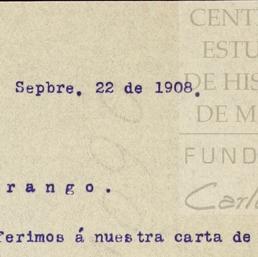 CENT
ESTU
Sepbre. 22 de 1908.
DE HIS
DE M
FUND
rango.
Carl
ferimos á nuestra carta de